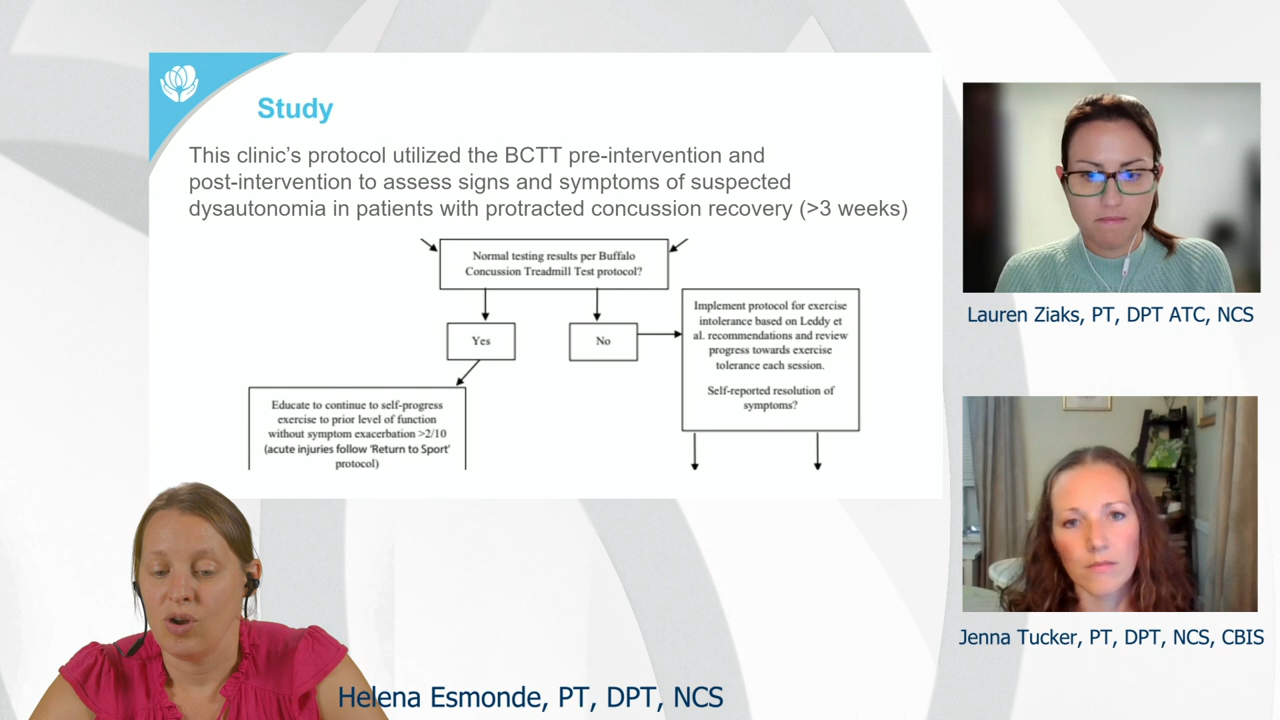 Study
This clinic's protocol utilized the BCTT pre-intervention and
post-intervention to assess signs and symptoms of suspected
dysautonomia in patients with protracted concussion recovery (>3 weeks)
Normal testing results per Buffalo
Concussion Treadmill Test protocol?
Yes
No
Implement protocol for exercise
intolerance based on Leddy et
al. recommendations and review
progress towards exercise
tolerance each session.
Self-reported resolution of
symptoms?
Educate to continue to self-progress
exercise to prior level of function
without symptom exacerbation >2/10
(acute injuries follow 'Return to Sport'
protocol)
Lauren Ziaks, PT, DPT ATC, NCS
Jenna Tucker, PT, DPT, NCS, CBIS
Helena Esmonde, PT, DPT, NCS